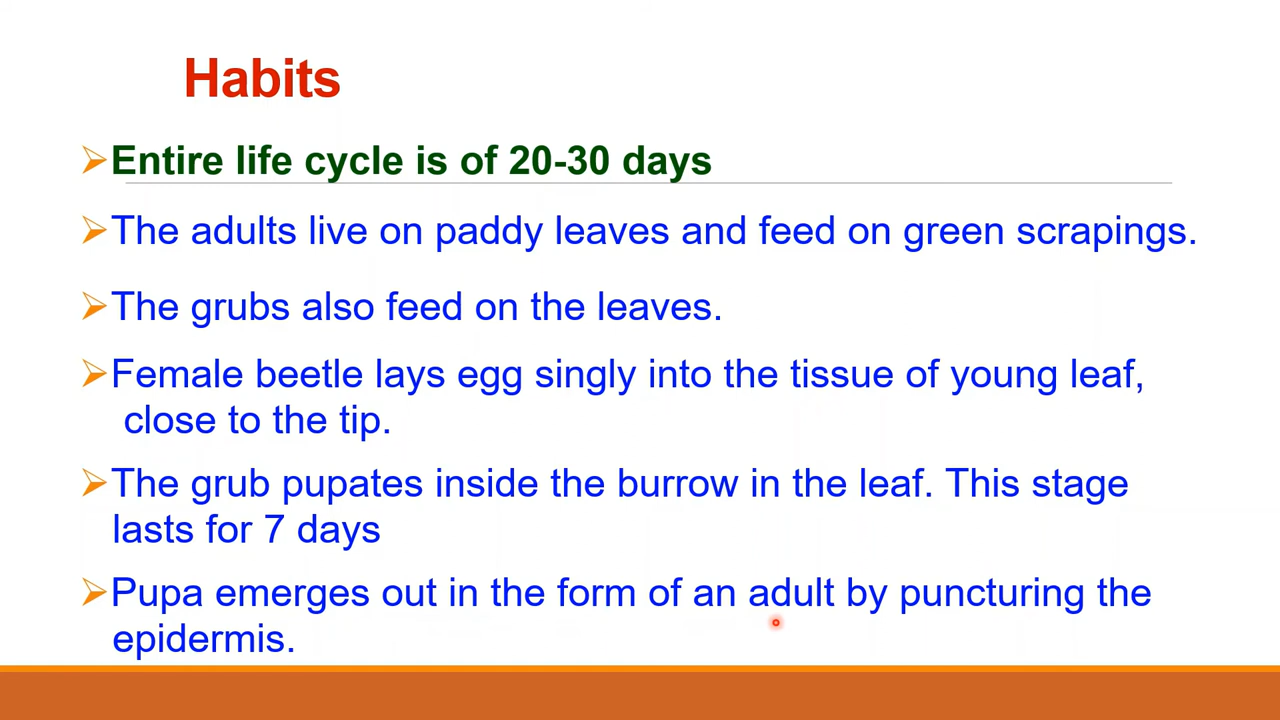 Habits
Entire life cycle is of 20-30 days
The adults live on paddy leaves and feed on green scrapings.
The grubs also feed on the leaves.
Female beetle lays egg singly into the tissue of young leaf,
close to the tip.
The grub pupates inside the burrow in the leaf. This stage
lasts for 7 days
Pupa emerges out in the form of an adult by puncturing the
epidermis.